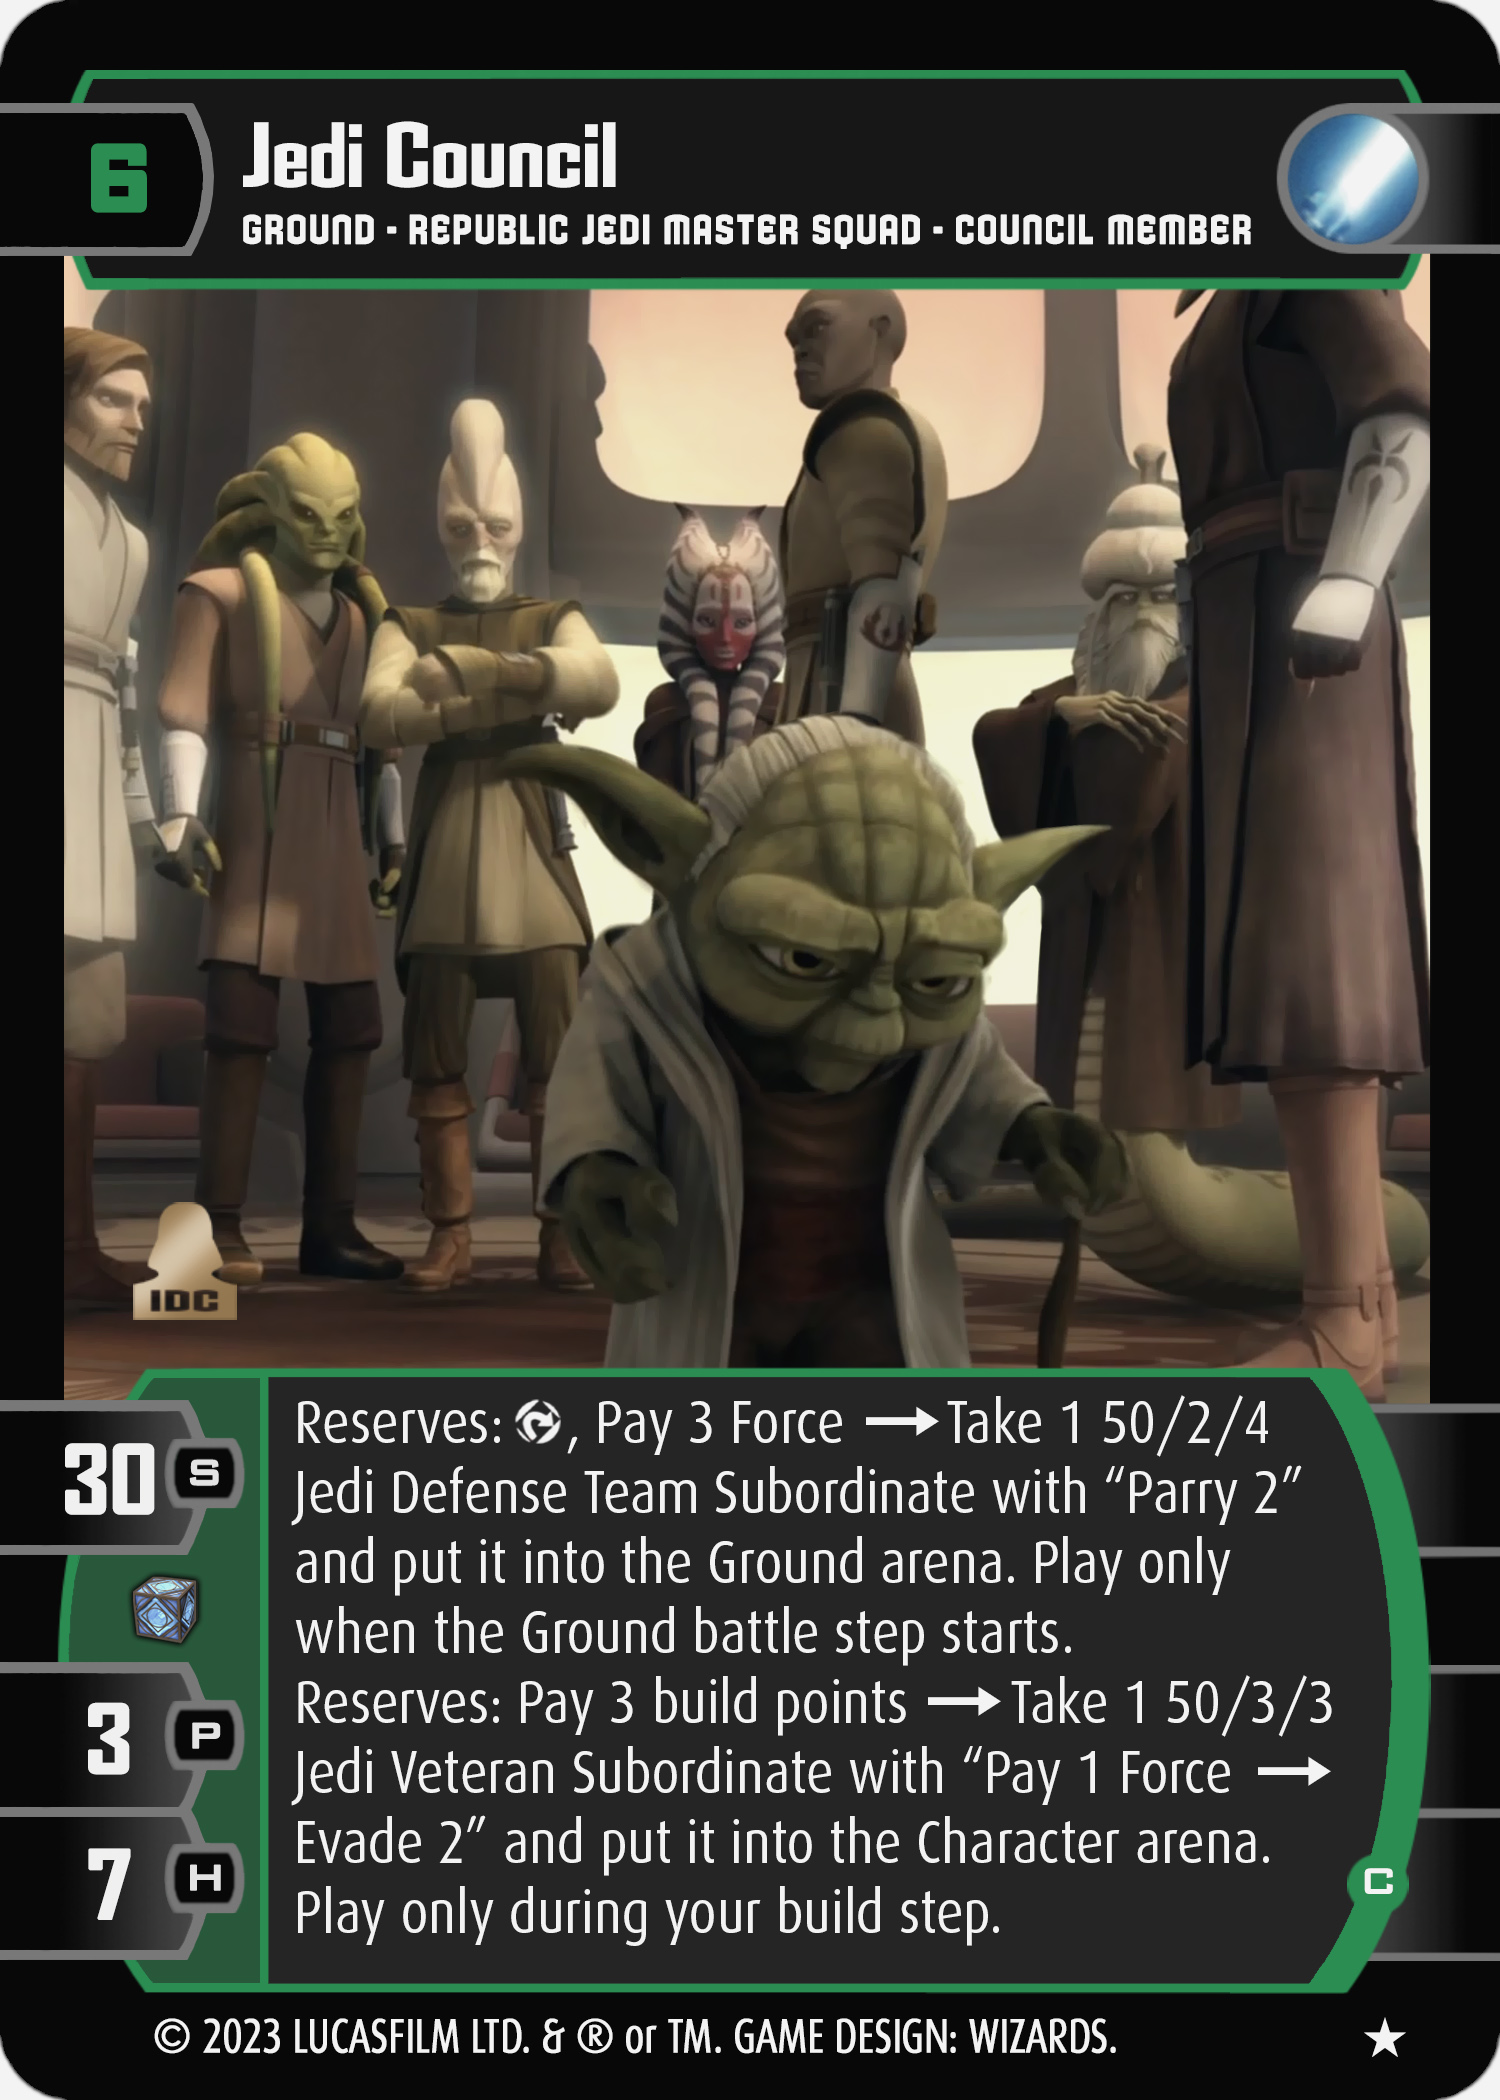 6
Jedi Council
GROUND - REPUBLIC JEDI MASTER SQUAD - COUNCIL MEMBER
IDC
30 S
3 P
7 H
Reserves: , Pay 3 Force → Take 1 50/2/4
Jedi Defense Team Subordinate with “Parry 2”
and put it into the Ground arena. Play only
when the Ground battle step starts.
Reserves: Pay 3 build points → Take 1 50/3/3
Jedi Veteran Subordinate with “Pay 1 Force →
Evade 2” and put it into the Character arena.
Play only during your build step.
C
© 2023 LUCASFILM LTD. & ® or TM. GAME DESIGN: WIZARDS. ★